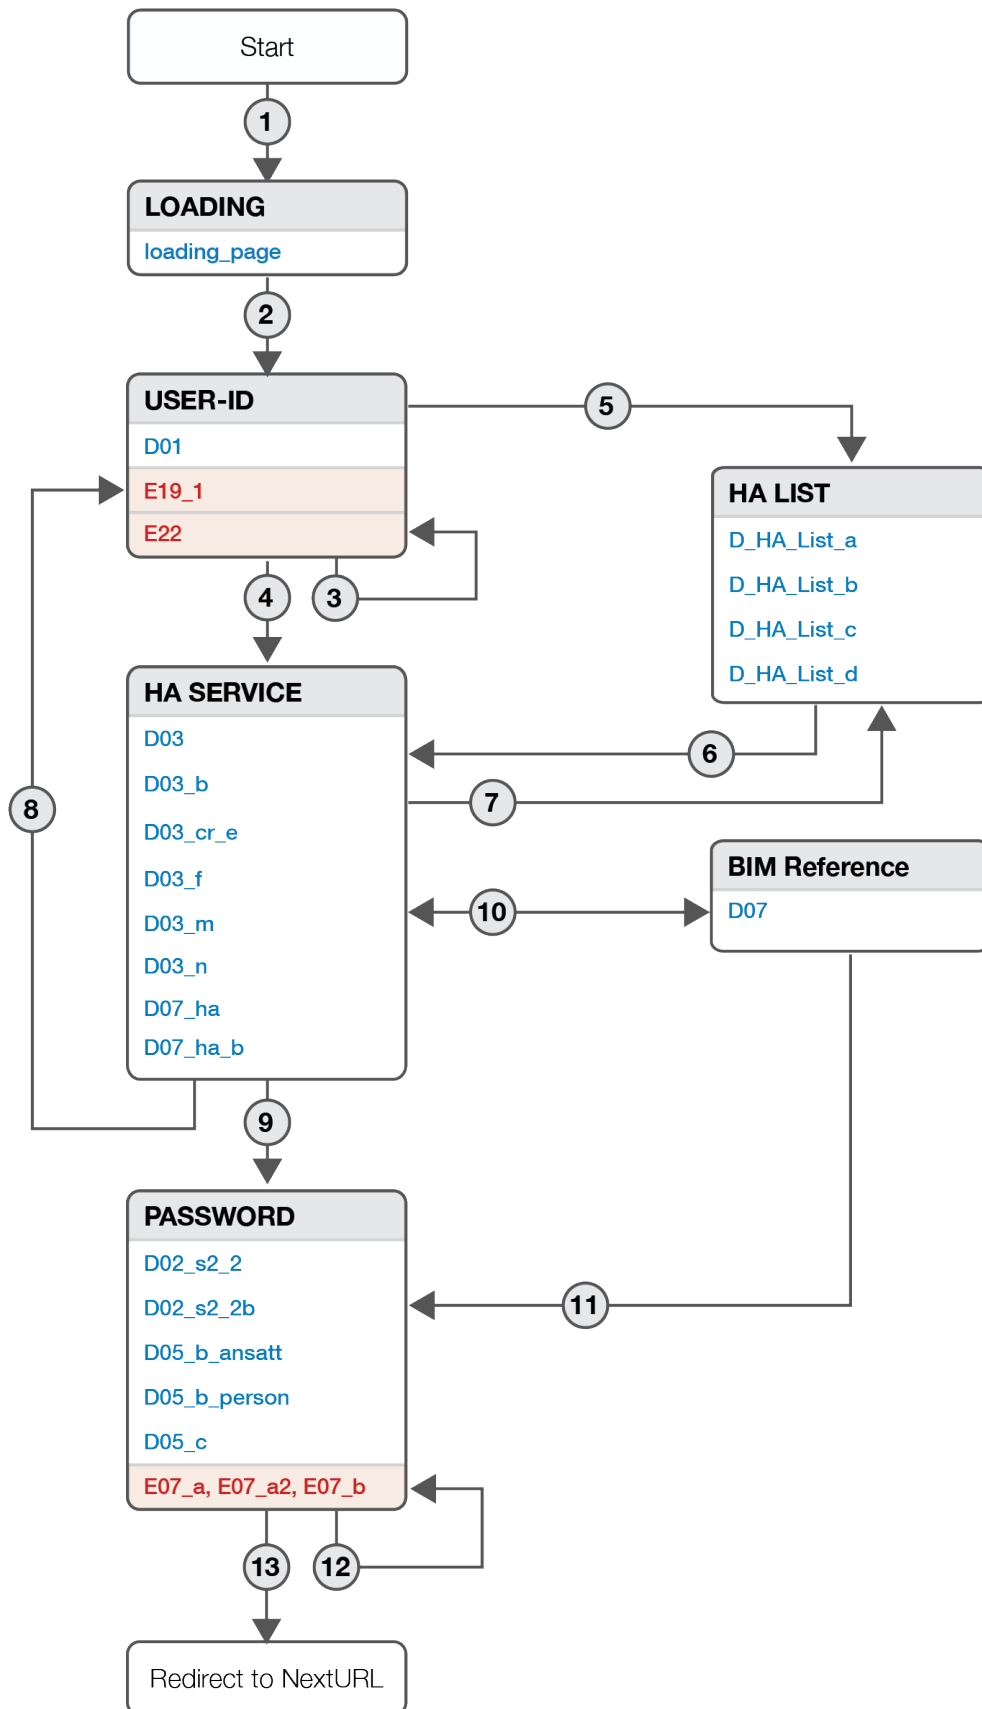 Start
1
LOADING
loading_page
2
USER-ID
D01
E19_1
E22
5
4
3
HA LIST
D_HA_List_a
D_HA_List_b
D_HA_List_c
D_HA_List_d
HA SERVICE
D03
D03_b
D03_cr_e
D03_f
D03_m
D03_n
D07_ha
D07_ha_b
6
7
8
10
BIM Reference
D07
9
PASSWORD
D02_s2_2
D02_s2_2b
D05_b_ansatt
D05_b_person
D05_c
E07_a, E07_a2, E07_b
11
13
12
Redirect to NextURL